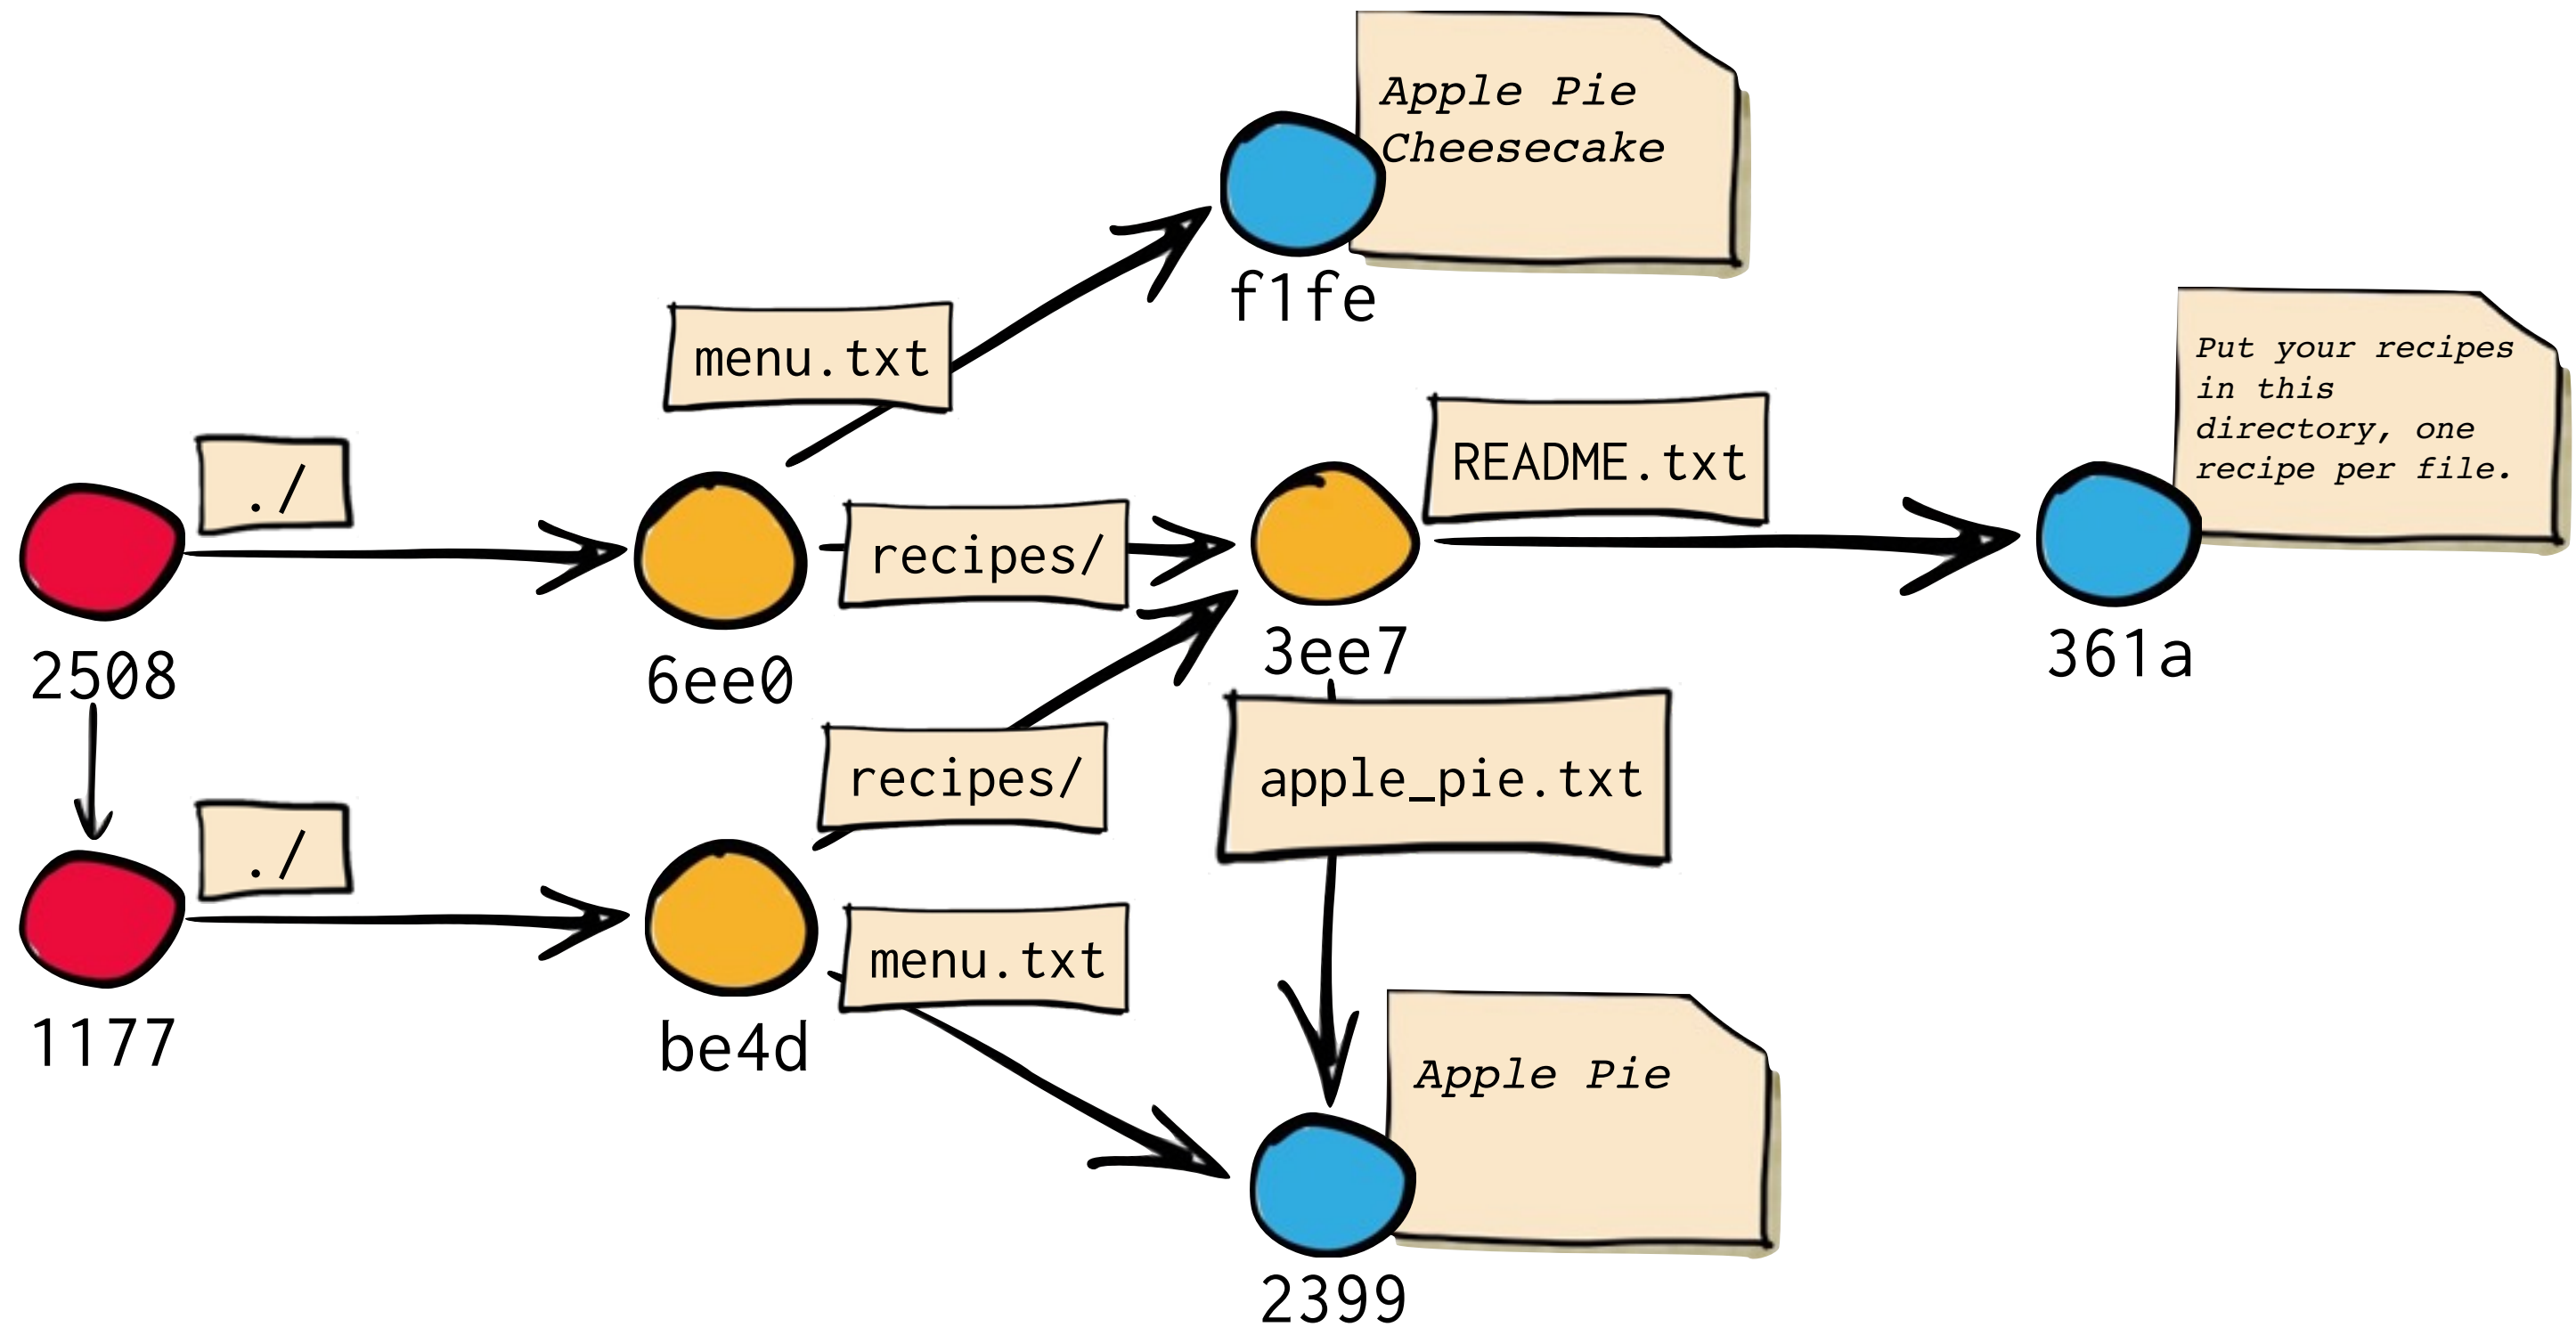 Apple Pie
Cheesecake
f1fe
menu.txt
Put your recipes
in this
directory, one
recipe per file.
README.txt
./
recipes/
2508
6ee0
3ee7
361a
recipes/
apple_pie.txt
./
menu.txt
1177
be4d
Apple Pie
2399